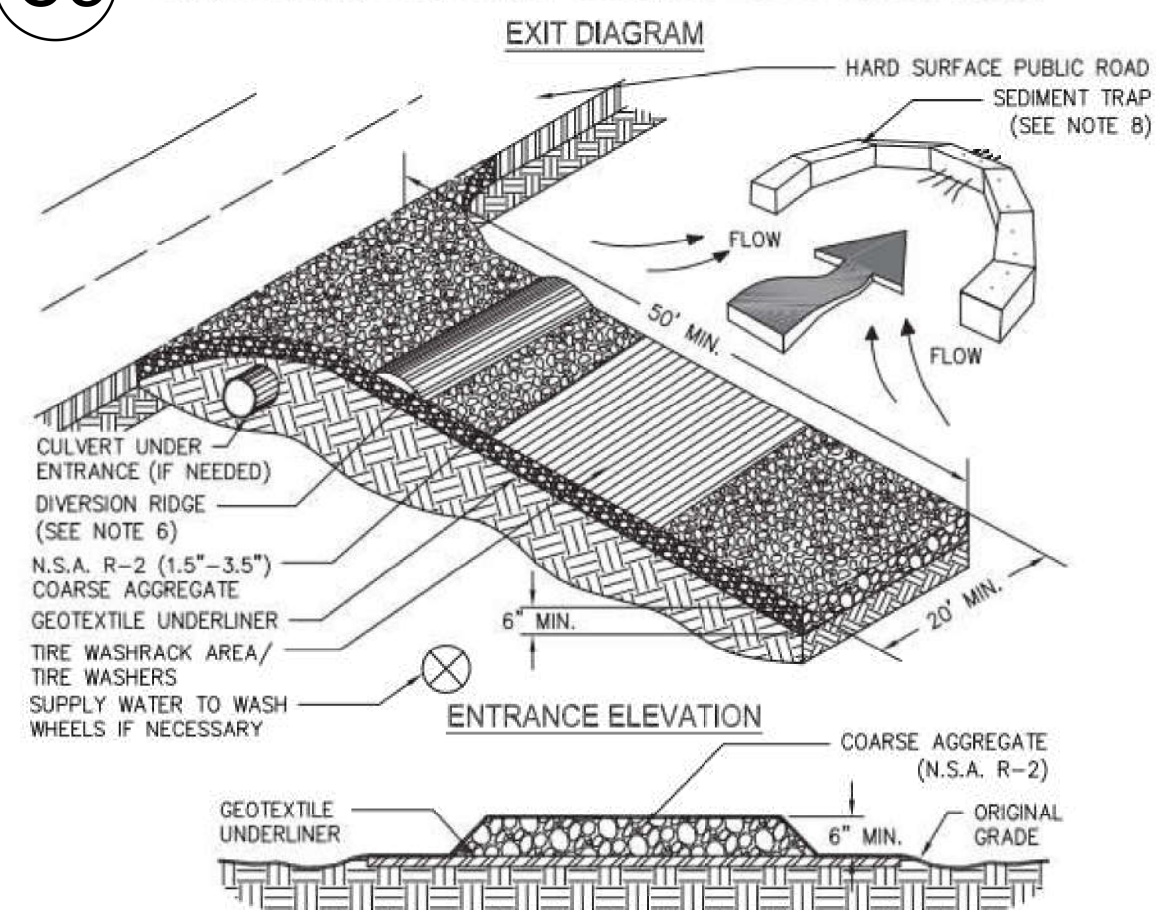 EXIT DIAGRAM
HARD SURFACE PUBLIC ROAD
SEDIMENT TRAP
(SEE NOTE 8)
FLOW
50' MIN.
FLOW
CULVERT UNDER
ENTRANCE (IF NEEDED)
DIVERSION RIDGE
(SEE NOTE 6)
N.S.A. R-2 (1.5"-3.5")
COARSE AGGREGATE
GEOTEXTILE UNDERLINER
TIRE WASHRACK AREA/
TIRE WASHERS
SUPPLY WATER TO WASH
WHEELS IF NECESSARY
6" MIN.
20' MIN.
ENTRANCE ELEVATION
COARSE AGGREGATE
(N.S.A. R-2)
GEOTEXTILE
UNDERLINER
6" MIN.
ORIGINAL
GRADE